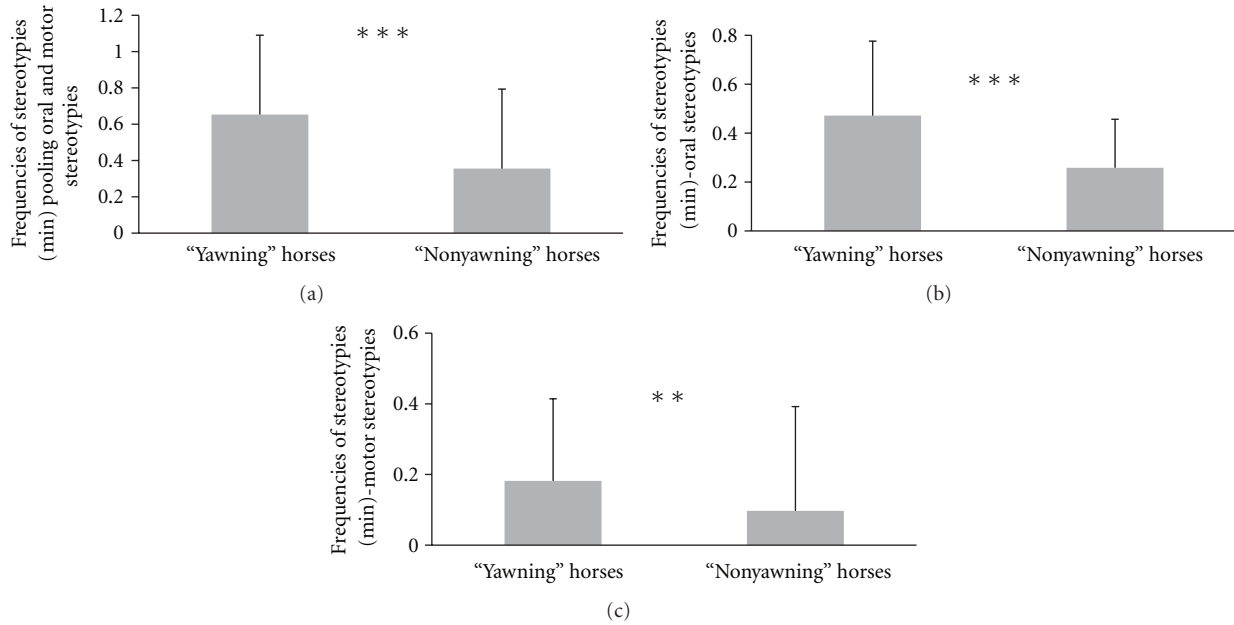 Frequencies of stereotypies
(min) pooling oral and motor
stereotypies
1.2
1
0.8
0.6
0.4
0.2
0
∗∗∗
“Yawning” horses
“Nonyawning” horses
(a)
Frequencies of stereotypies
(min)-oral stereotypies
0.8
0.6
0.4
0.2
0
∗∗∗
“Yawning” horses
“Nonyawning” horses
(b)
Frequencies of stereotypies
(min)-motor stereotypies
0.6
0.4
0.2
0
∗∗
“Yawning” horses
“Nonyawning” horses
(c)